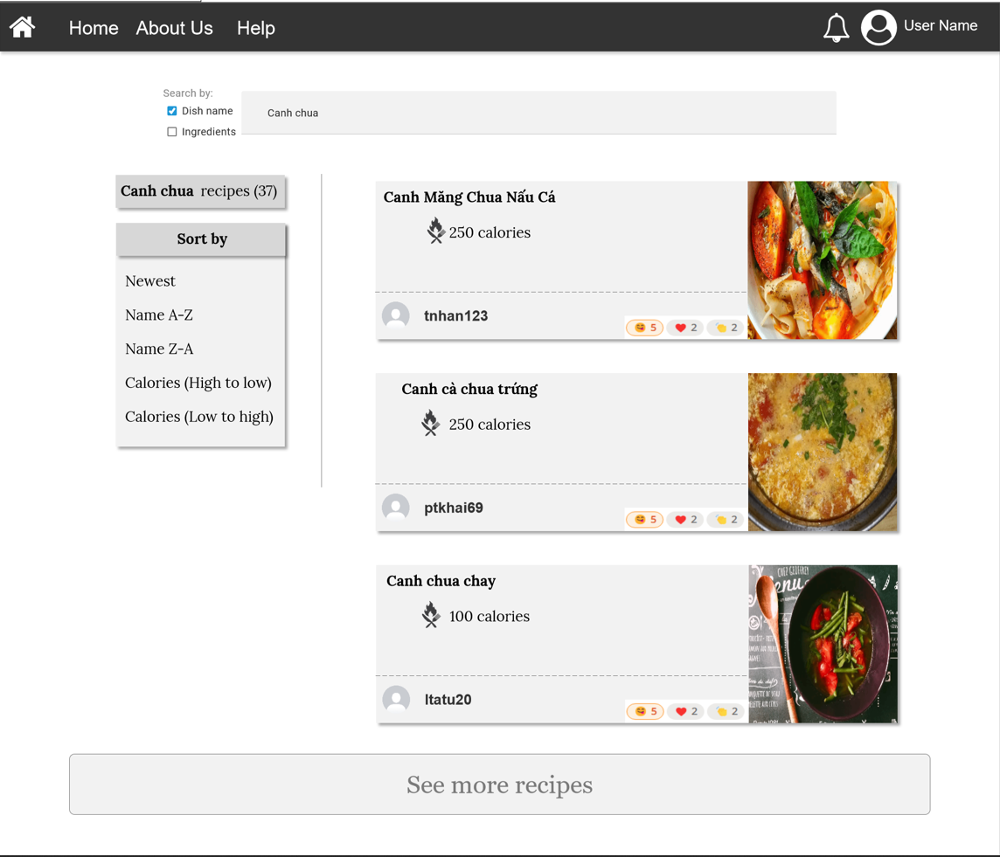 Home About Us Help User Name
Search by:
Dish name
Ingredients
Canh chua
Canh chua recipes (37)
Sort by
Newest
Name A-Z
Name Z-A
Calories (High to low)
Calories (Low to high)
Canh Măng Chua Nấu Cá
250 calories
tnhan123
5 2 2
Canh cà chua trứng
250 calories
ptkhai69
5 2 2
Canh chua chay
100 calories
ltatu20
5 2 2
CHEZ GEOFFREY
enu
See more recipes